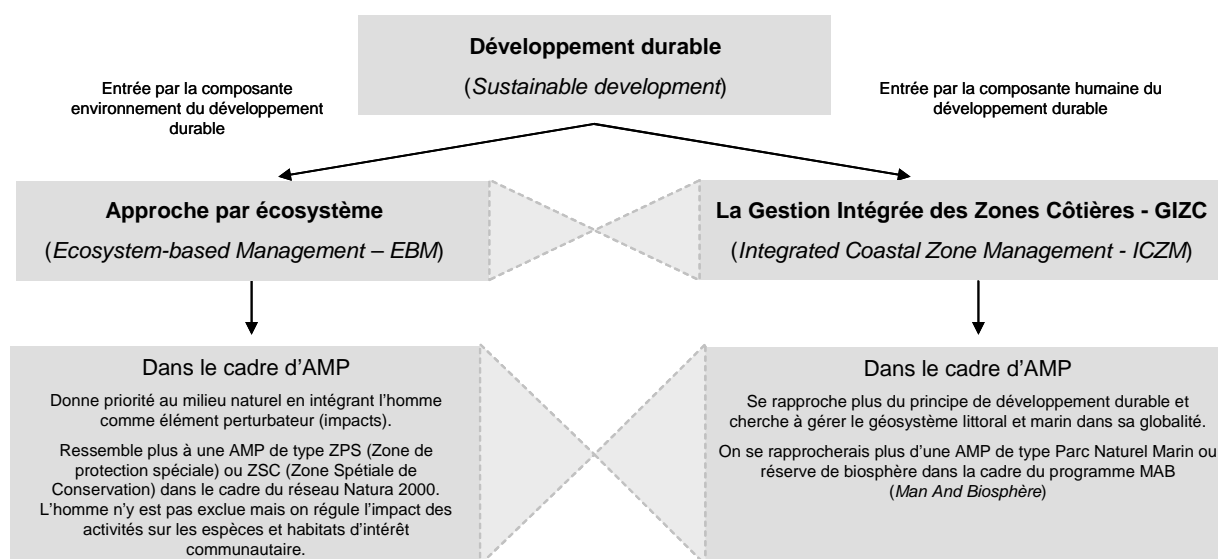 Développement durable
(Sustainable development)
Entrée par la composante
environnement du développement
durable
Entrée par la composante humaine du
développement durable
Approche par écosystème
(Ecosystem-based Management – EBM)
La Gestion Intégrée des Zones Côtières - GIZC
(Integrated Coastal Zone Management - ICZM)
Dans le cadre d’AMP
Donne priorité au milieu naturel en intégrant l’homme
comme élément perturbateur (impacts).
Ressemble plus à une AMP de type ZPS (Zone de
protection spéciale) ou ZSC (Zone Spétiale de
Conservation) dans le cadre du réseau Natura 2000.
L’homme n’y est pas exclue mais on régule l’impact des
activités sur les espèces et habitats d’intérêt
communautaire.
Dans le cadre d’AMP
Se rapproche plus du principe de développement durable et
cherche à gérer le géosystème littoral et marin dans sa globalité.
On se rapprocherais plus d’une AMP de type Parc Naturel Marin ou
réserve de biosphère dans la cadre du programme MAB
(Man And Biosphère)